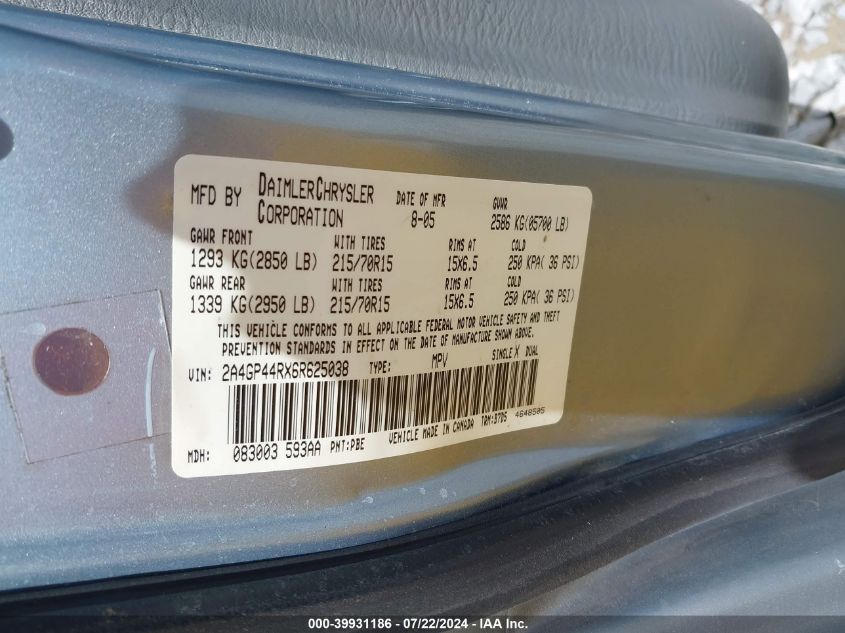 MFD BY DAIMLERCHRYSLER CORPORATION DATE OF MFR 8-05 GVWR 2586 KG(05700 LB)
GAWR FRONT WITH TIRES RIMS AT COLD
1293 KG(2850 LB) 215/70R15 15X6.5 250 KPA( 36 PSI)
GAWR REAR WITH TIRES RIMS AT COLD
1339 KG(2950 LB) 215/70R15 15X6.5 250 KPA( 36 PSI)
THIS VEHICLE CONFORMS TO ALL APPLICABLE FEDERAL MOTOR VEHICLE SAFETY AND THEFT
PREVENTION STANDARDS IN EFFECT ON THE DATE OF MANUFACTURE SHOWN ABOVE.
VIN: 2A4GP44RX6R625038 TYPE: MPV SINGLE X DUAL
MDH: 083003 593AA PNT:PBE VEHICLE MADE IN CANADA TRM:B7D5 4648505
000-39931186 - 07/22/2024 - IAA Inc.